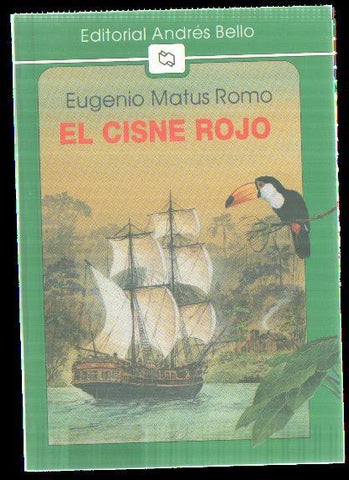 Editorial Andrés Bello
Eugenio Matus Romo
EL CISNE ROJO